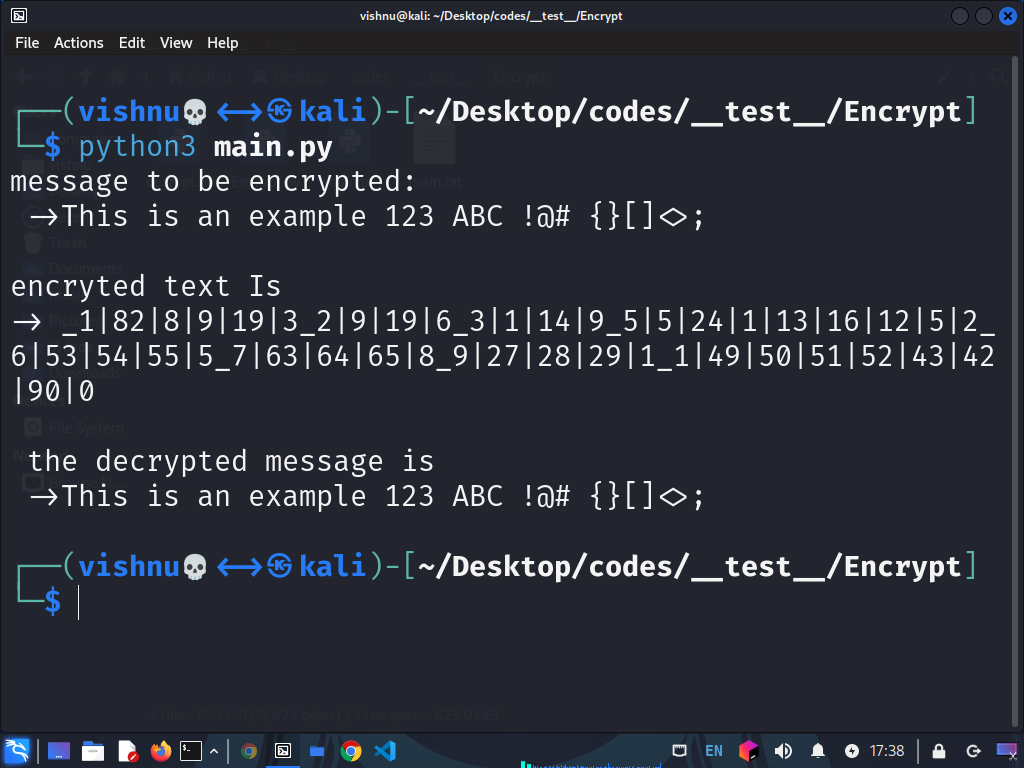 vishnu@kali: ~/Desktop/codes/__test__/Encrypt
File Actions Edit View Help
┌──(vishnu💀↔㉿kali)-[~/Desktop/codes/__test__/Encrypt]
└─$ python3 main.py
message to be encrypted:
->This is an example 123 ABC !@# {}[]<>;
encryted text Is
-> _1|82|8|9|19|3_2|9|19|6_3|1|14|9_5|5|24|1|13|16|12|5|2_
6|53|54|55|5_7|63|64|65|8_9|27|28|29|1_1|49|50|51|52|43|42
|90|0
the decrypted message is
->This is an example 123 ABC !@# {}[]<>;
┌──(vishnu💀↔㉿kali)-[~/Desktop/codes/__test__/Encrypt]
└─$
EN 17:38